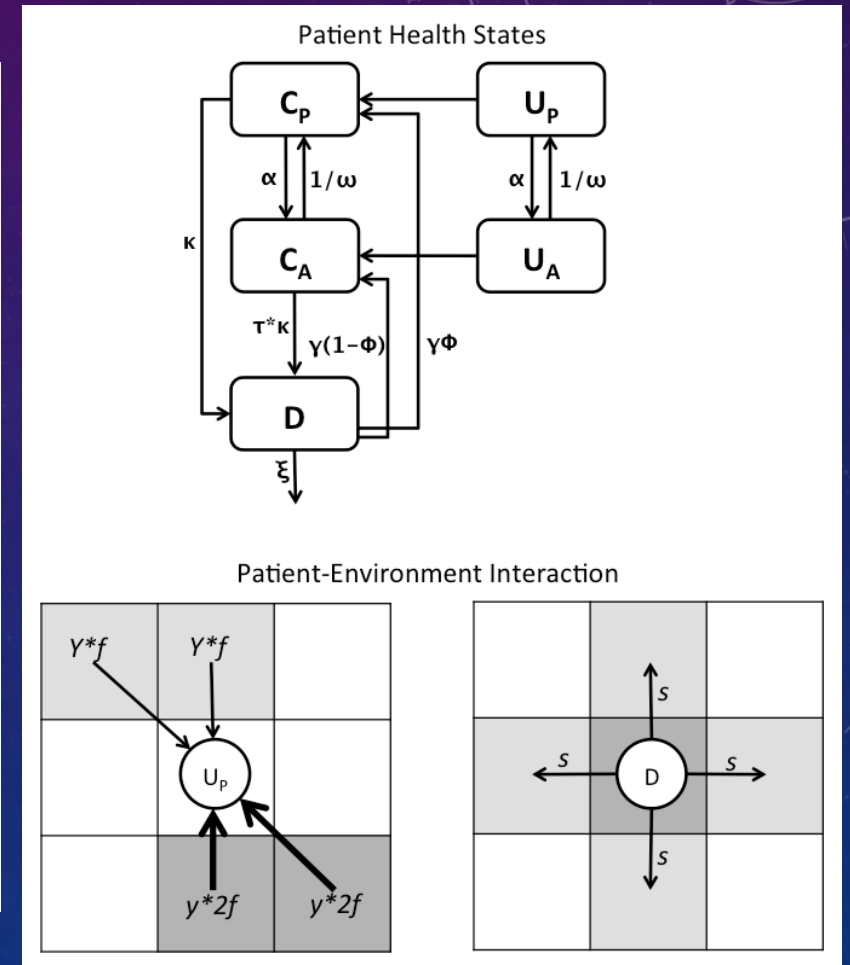 Patient Health States
C_P U_P
α 1/ω α 1/ω
κ
C_A U_A
τ*κ
γ(1-Φ) γΦ
D
ξ
Patient-Environment Interaction
Y*f Y*f
U_P
y*2f y*2f
s
s s
D
s